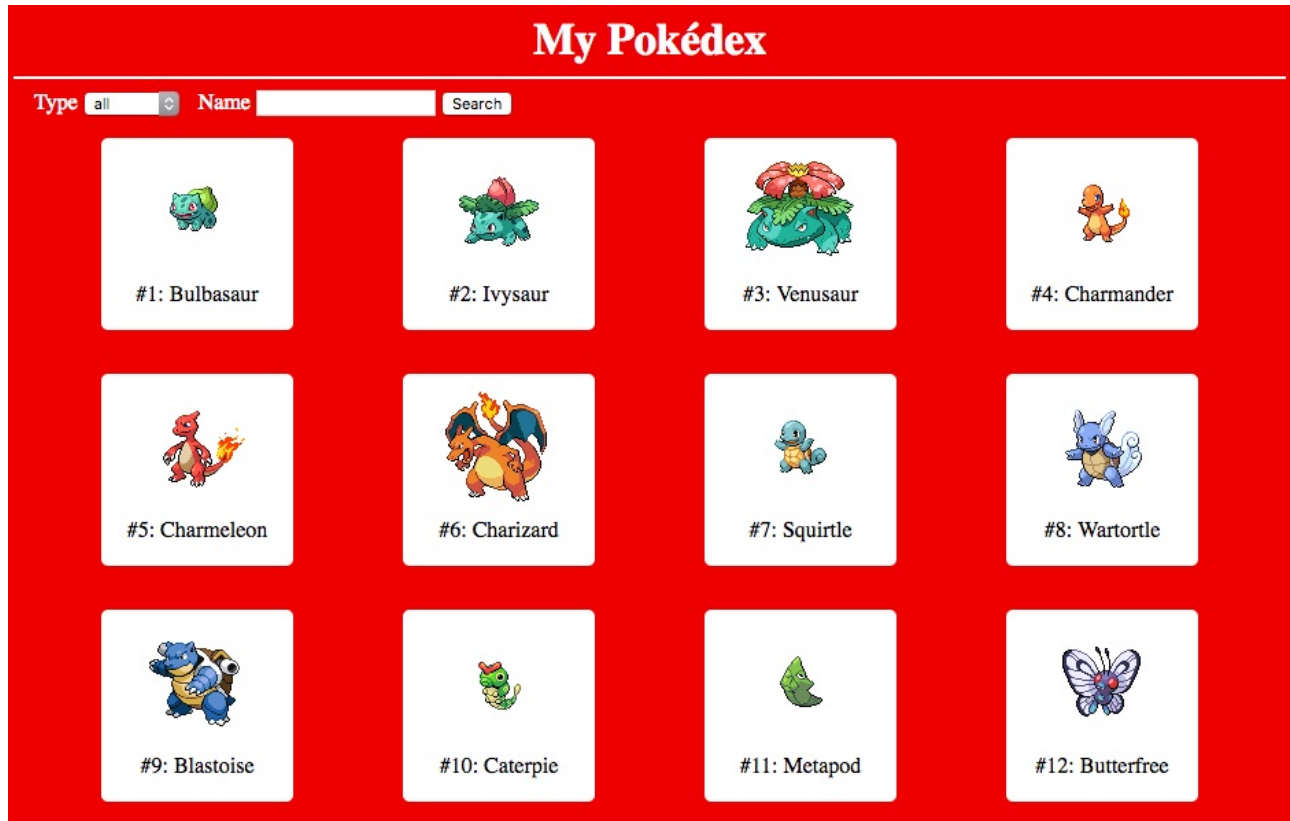 My Pokédex
Type all Name Search
#1: Bulbasaur #2: Ivysaur #3: Venusaur #4: Charmander
#5: Charmeleon #6: Charizard #7: Squirtle #8: Wartortle
#9: Blastoise #10: Caterpie #11: Metapod #12: Butterfree